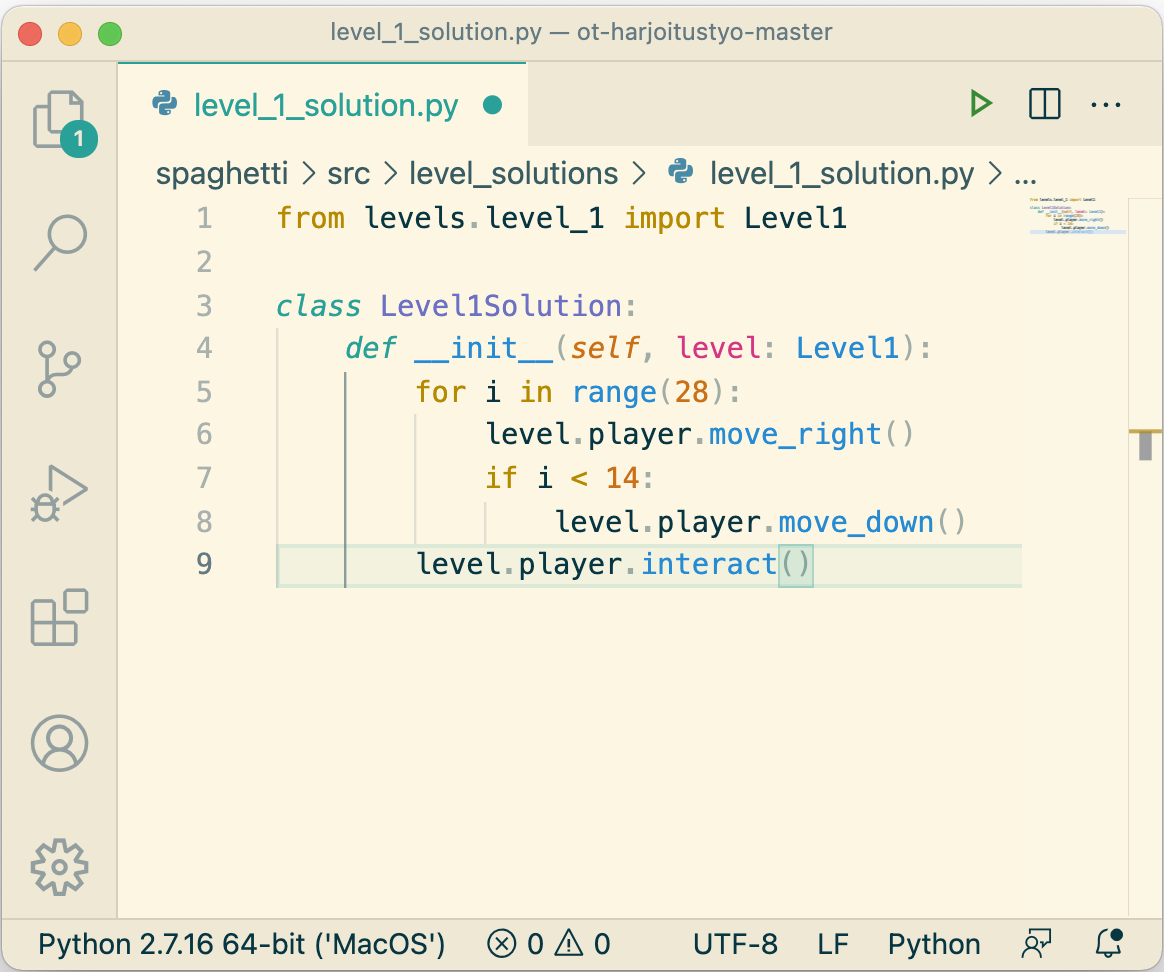 level_1_solution.py — ot-harjoitustyo-master
level_1_solution.py
1
spaghetti > src > level_solutions > level_1_solution.py > ...
1 from levels.level_1 import Level1
2
3 class Level1Solution:
4     def __init__(self, level: Level1):
5         for i in range(28):
6             level.player.move_right()
7             if i < 14:
8                 level.player.move_down()
9         level.player.interact()
Python 2.7.16 64-bit ('MacOS') 0 0 UTF-8 LF Python